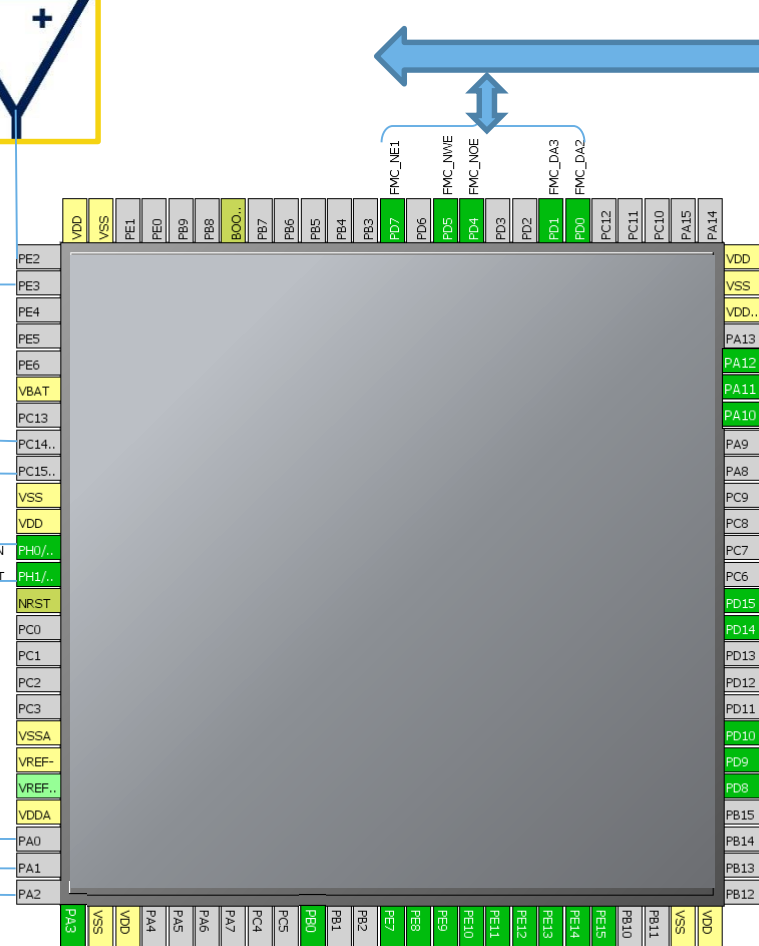 +
FMC_NE1
FMC_NWE
FMC_NOE
FMC_DA3
FMC_DA2
VDD
VSS
PE1
PE0
PB9
PB8
BOO..
PB7
PB6
PB5
PB4
PB3
PD7
PD6
PD5
PD4
PD3
PD2
PD1
PD0
PC12
PC11
PC10
PA15
PA14
PE2
PE3
PE4
PE5
PE6
VBAT
PC13
PC14..
PC15..
VSS
VDD
N PH0/..
T PH1/..
NRST
PC0
PC1
PC2
PC3
VSSA
VREF-
VREF..
VDDA
PA0
PA1
PA2
VDD
VSS
VDD..
PA13
PA12
PA11
PA10
PA9
PA8
PC9
PC8
PC7
PC6
PD15
PD14
PD13
PD12
PD11
PD10
PD9
PD8
PB15
PB14
PB13
PB12
PA3
VSS
VDD
PA4
PA5
PA6
PA7
PC4
PC5
PB0
PB1
PB2
PE7
PE8
PE9
PE10
PE11
PE12
PE13
PE14
PE15
PB10
PB11
VSS
VDD